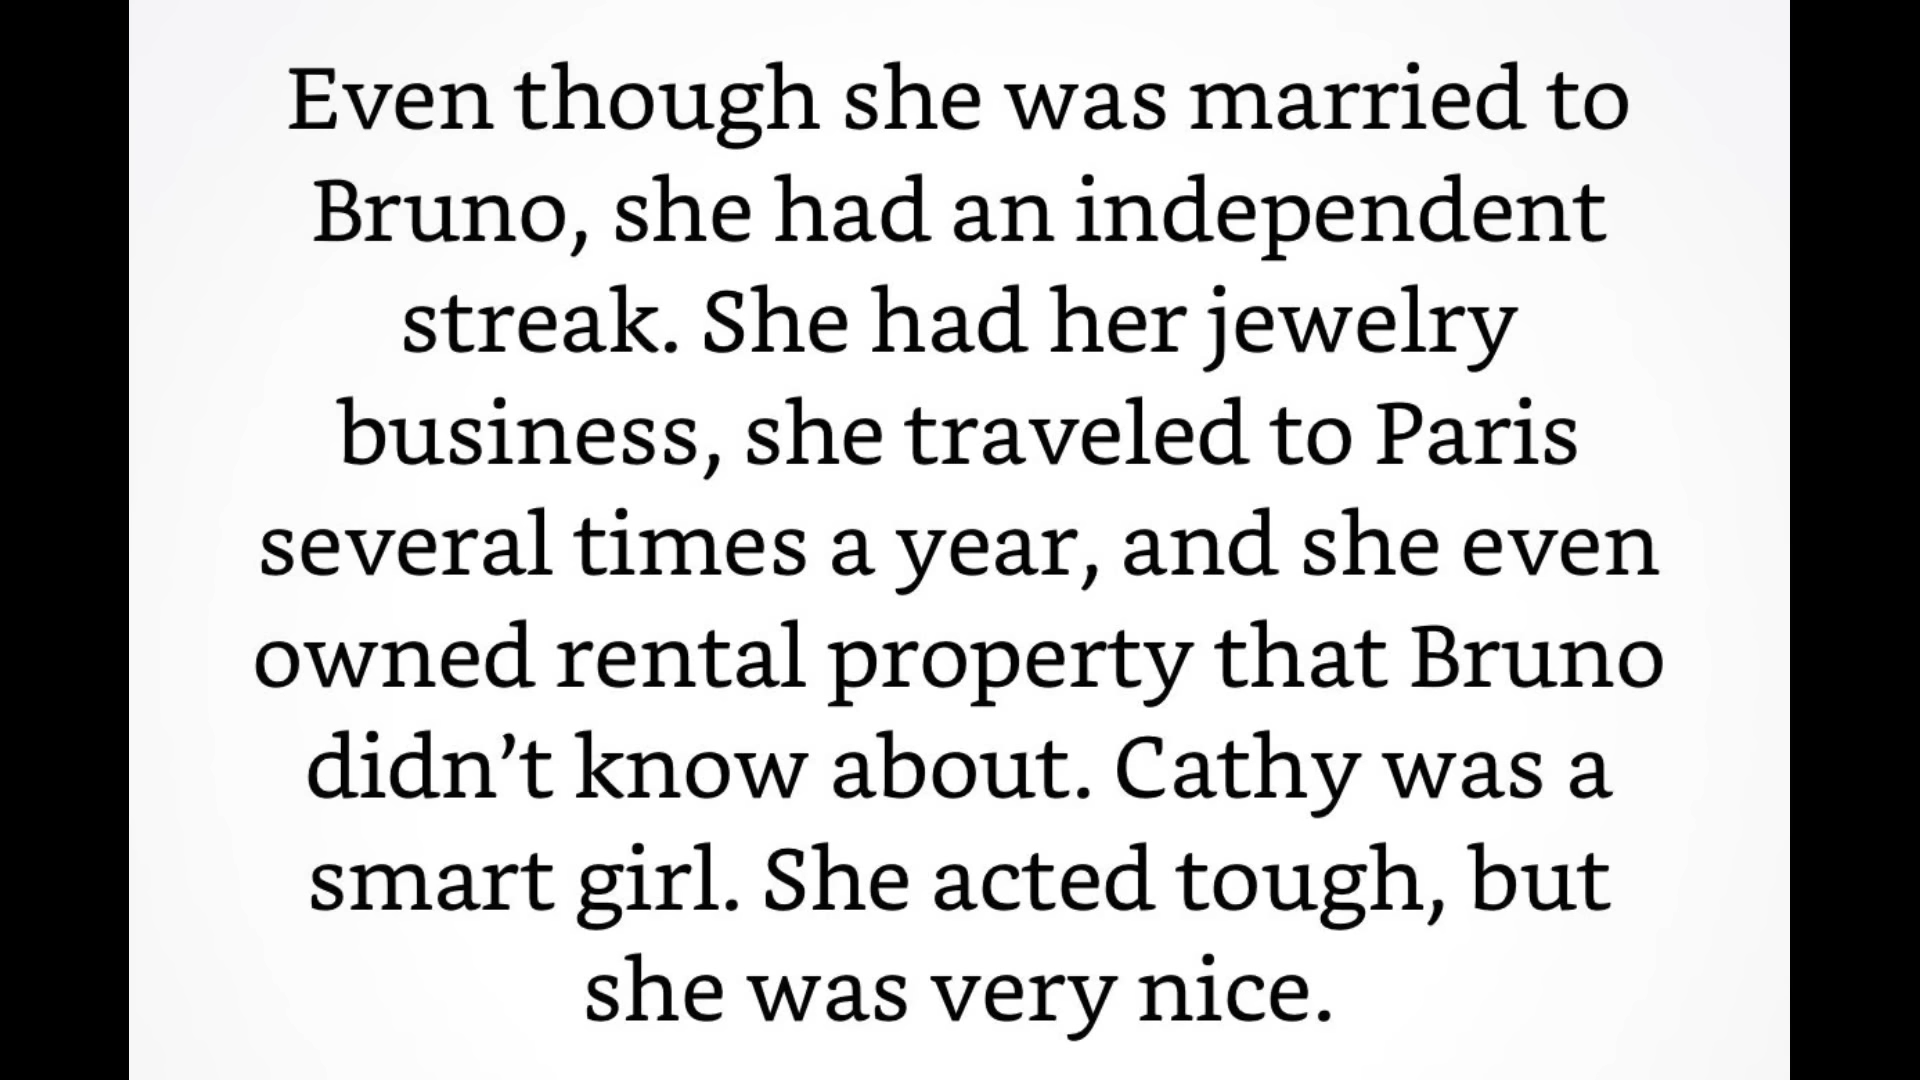 Even though she was married to
Bruno, she had an independent
streak. She had her jewelry
business, she traveled to Paris
several times a year, and she even
owned rental property that Bruno
didn’t know about. Cathy was a
smart girl. She acted tough, but
she was very nice.